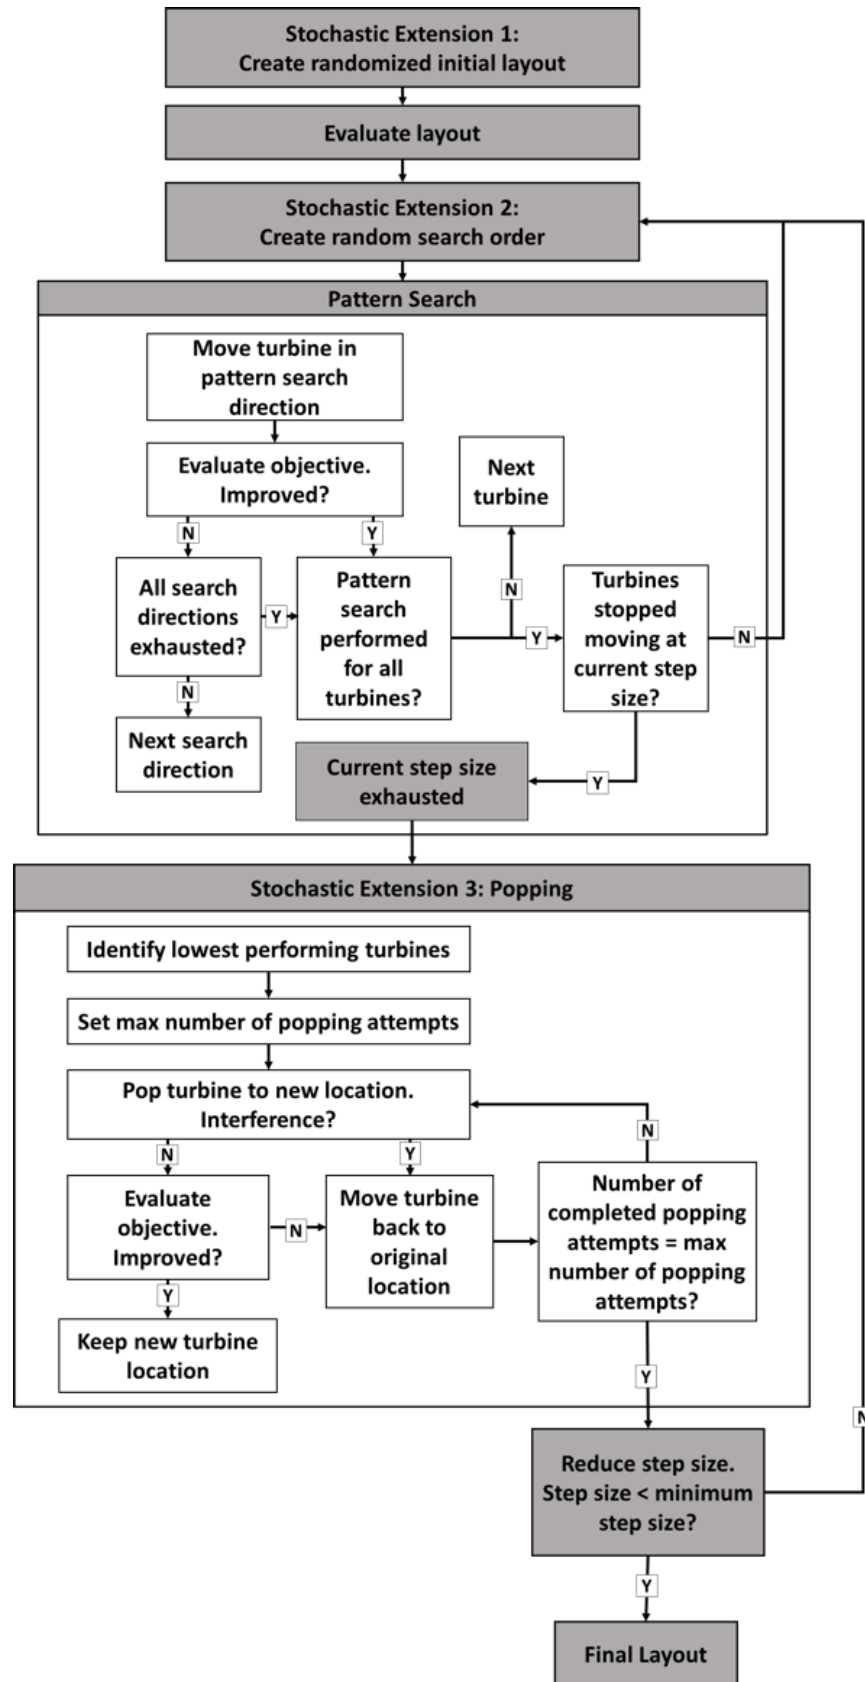 Stochastic Extension 1:
Create randomized initial layout
Evaluate layout
Stochastic Extension 2:
Create random search order
Pattern Search
Move turbine in
pattern search
direction
Evaluate objective.
Improved?
N
Y
Next
turbine
All search
directions
exhausted?
Y
Pattern
search
performed
for all
turbines?
N
Y
Turbines
stopped
moving at
current step
size?
N
N
Next search
direction
Current step size
exhausted
Y
Stochastic Extension 3: Popping
Identify lowest performing turbines
Set max number of popping attempts
Pop turbine to new location.
Interference?
N
N
Y
Evaluate
objective.
Improved?
N
Move turbine
back to
original
location
Number of
completed popping
attempts = max
number of popping
attempts?
Y
Keep new turbine
location
Y
N
Reduce step size.
Step size < minimum
step size?
Y
Final Layout